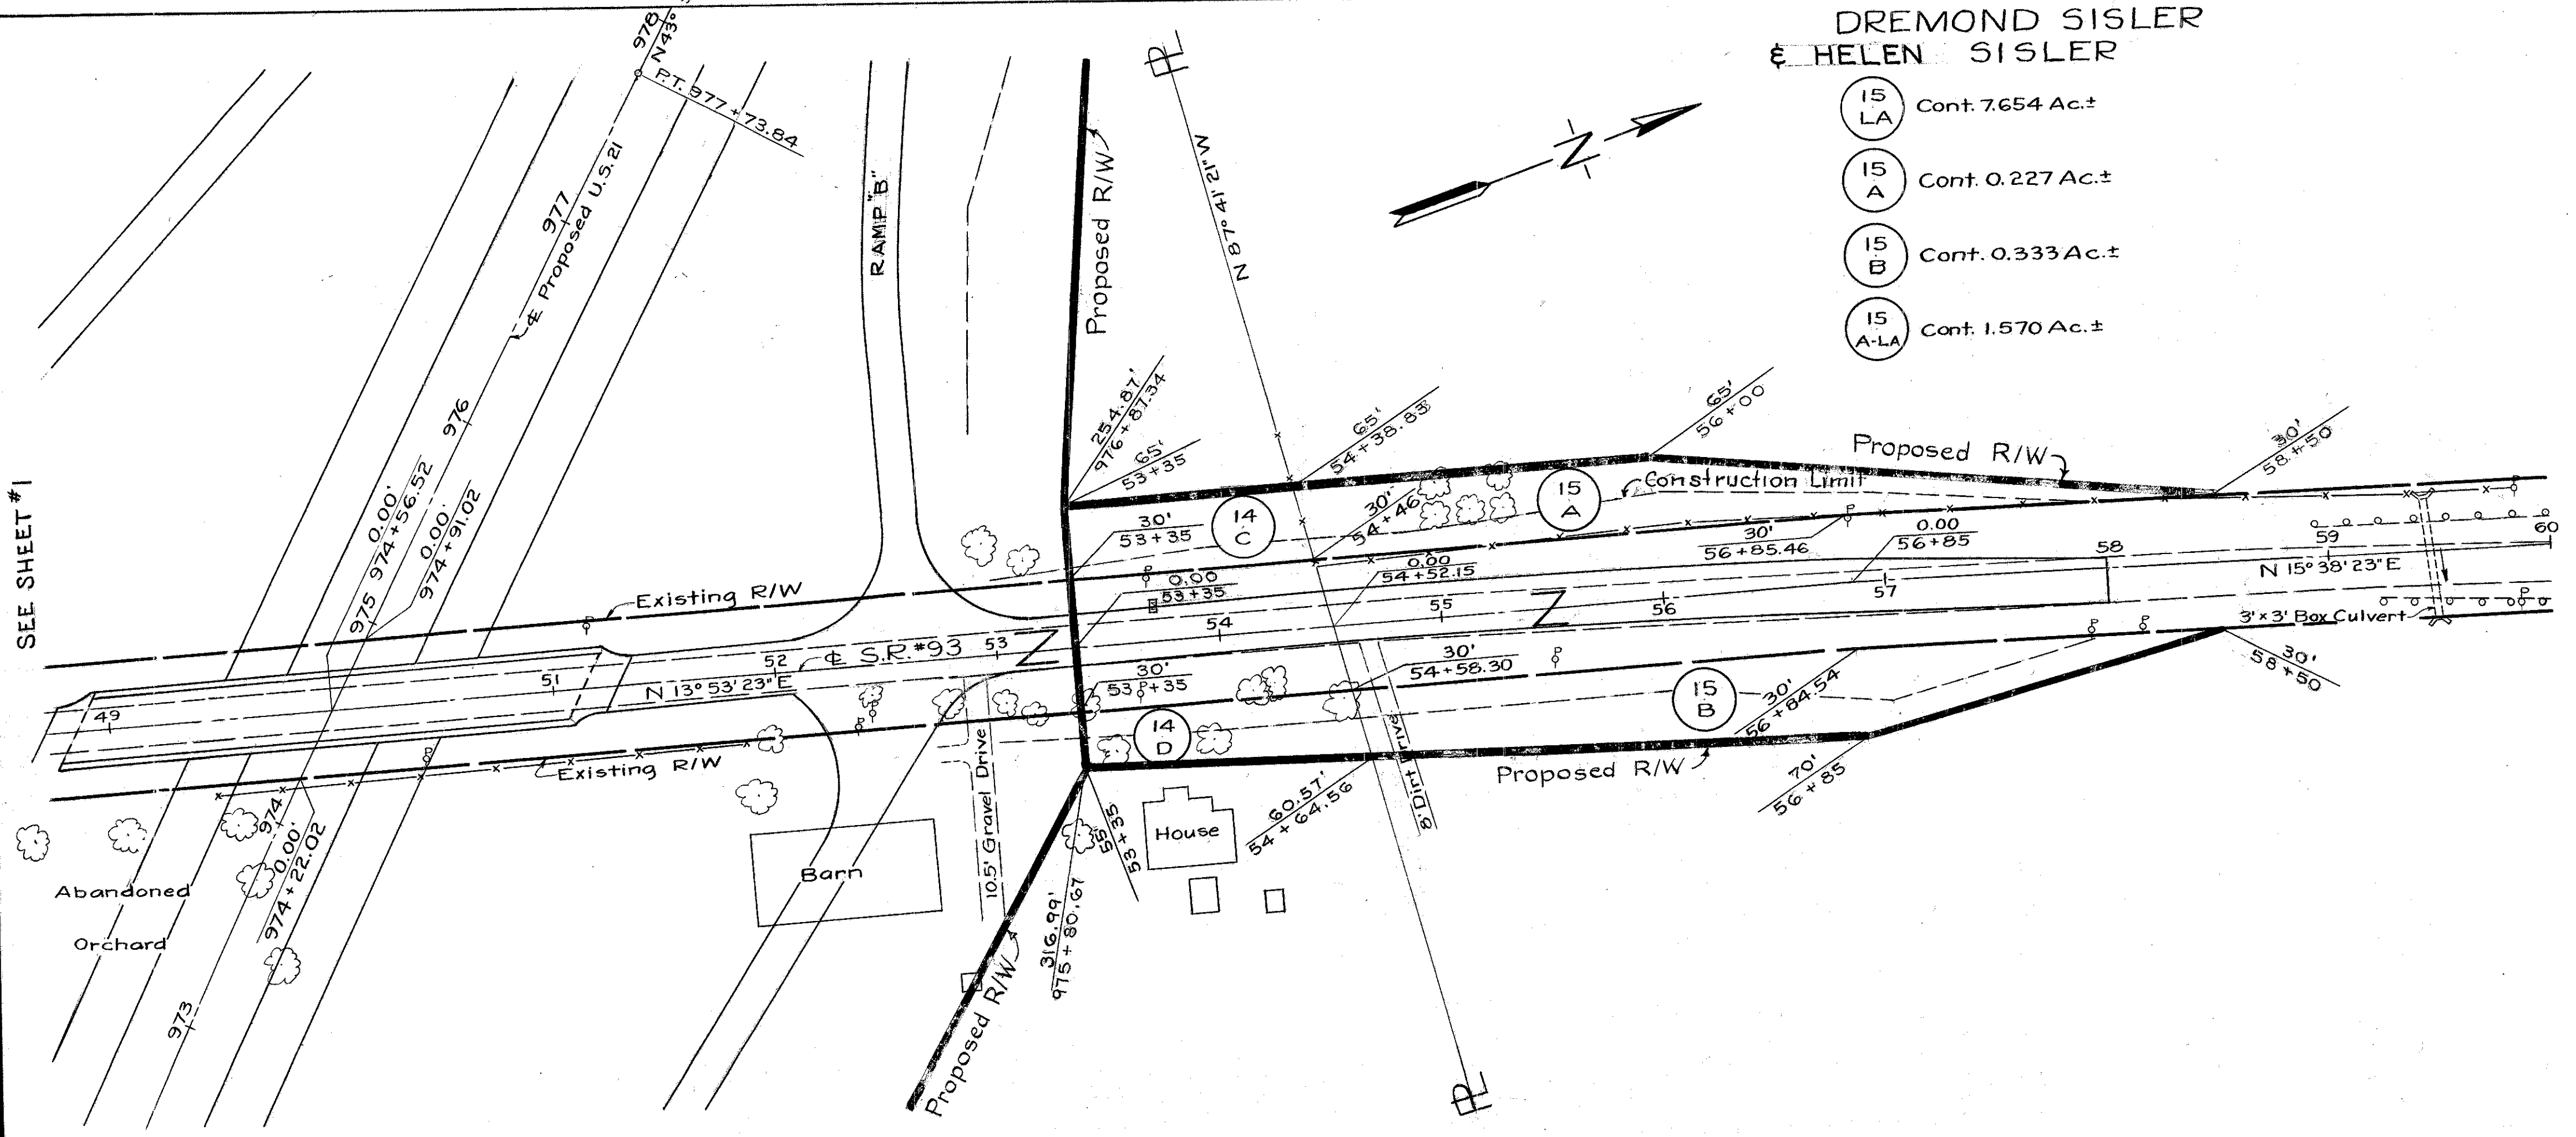 DREMOND SISLER
& HELEN SISLER
15 LA Cont. 7.654 Ac.±
15 A Cont. 0.227 Ac.±
15 B Cont. 0.333 Ac.±
15 A-LA Cont. 1.570 Ac.±
978
N 43°
P.T. 977+73.84
977
℄ Proposed U.S. 21
976
0.00'
974+56.52
0.00'
974+91.02
975
SEE SHEET #1
RAMP "B"
Proposed R/W
℞
N 87° 41' 21" W
N
254.87'
976+87.34
65'
53+35
65'
54+38.83
65'
56+00
Proposed R/W
30'
58+50
Construction Limit
14
C
15
A
30'
53+35
30'
54+46
30'
56+85.46
0.00
56+85
0.00
54+52.15
0.00
53+35
Existing R/W
49
51
52
℄ S.R. #93
53
54
55
56
57
58
59
60
N 13° 53' 23" E
N 15° 38' 23" E
3' x 3' Box Culvert
30'
58+50
30'
53+35
30'
54+58.30
15
B
30'
56+84.54
14
D
Existing R/W
Proposed R/W
70'
56+85
60.57'
54+64.56
8' Dirt Drive
10.5' Gravel Drive
House
Barn
55
53+35
316.99'
975+80.67
Proposed R/W
974
0.00'
974+22.02
Abandoned
Orchard
973
℞